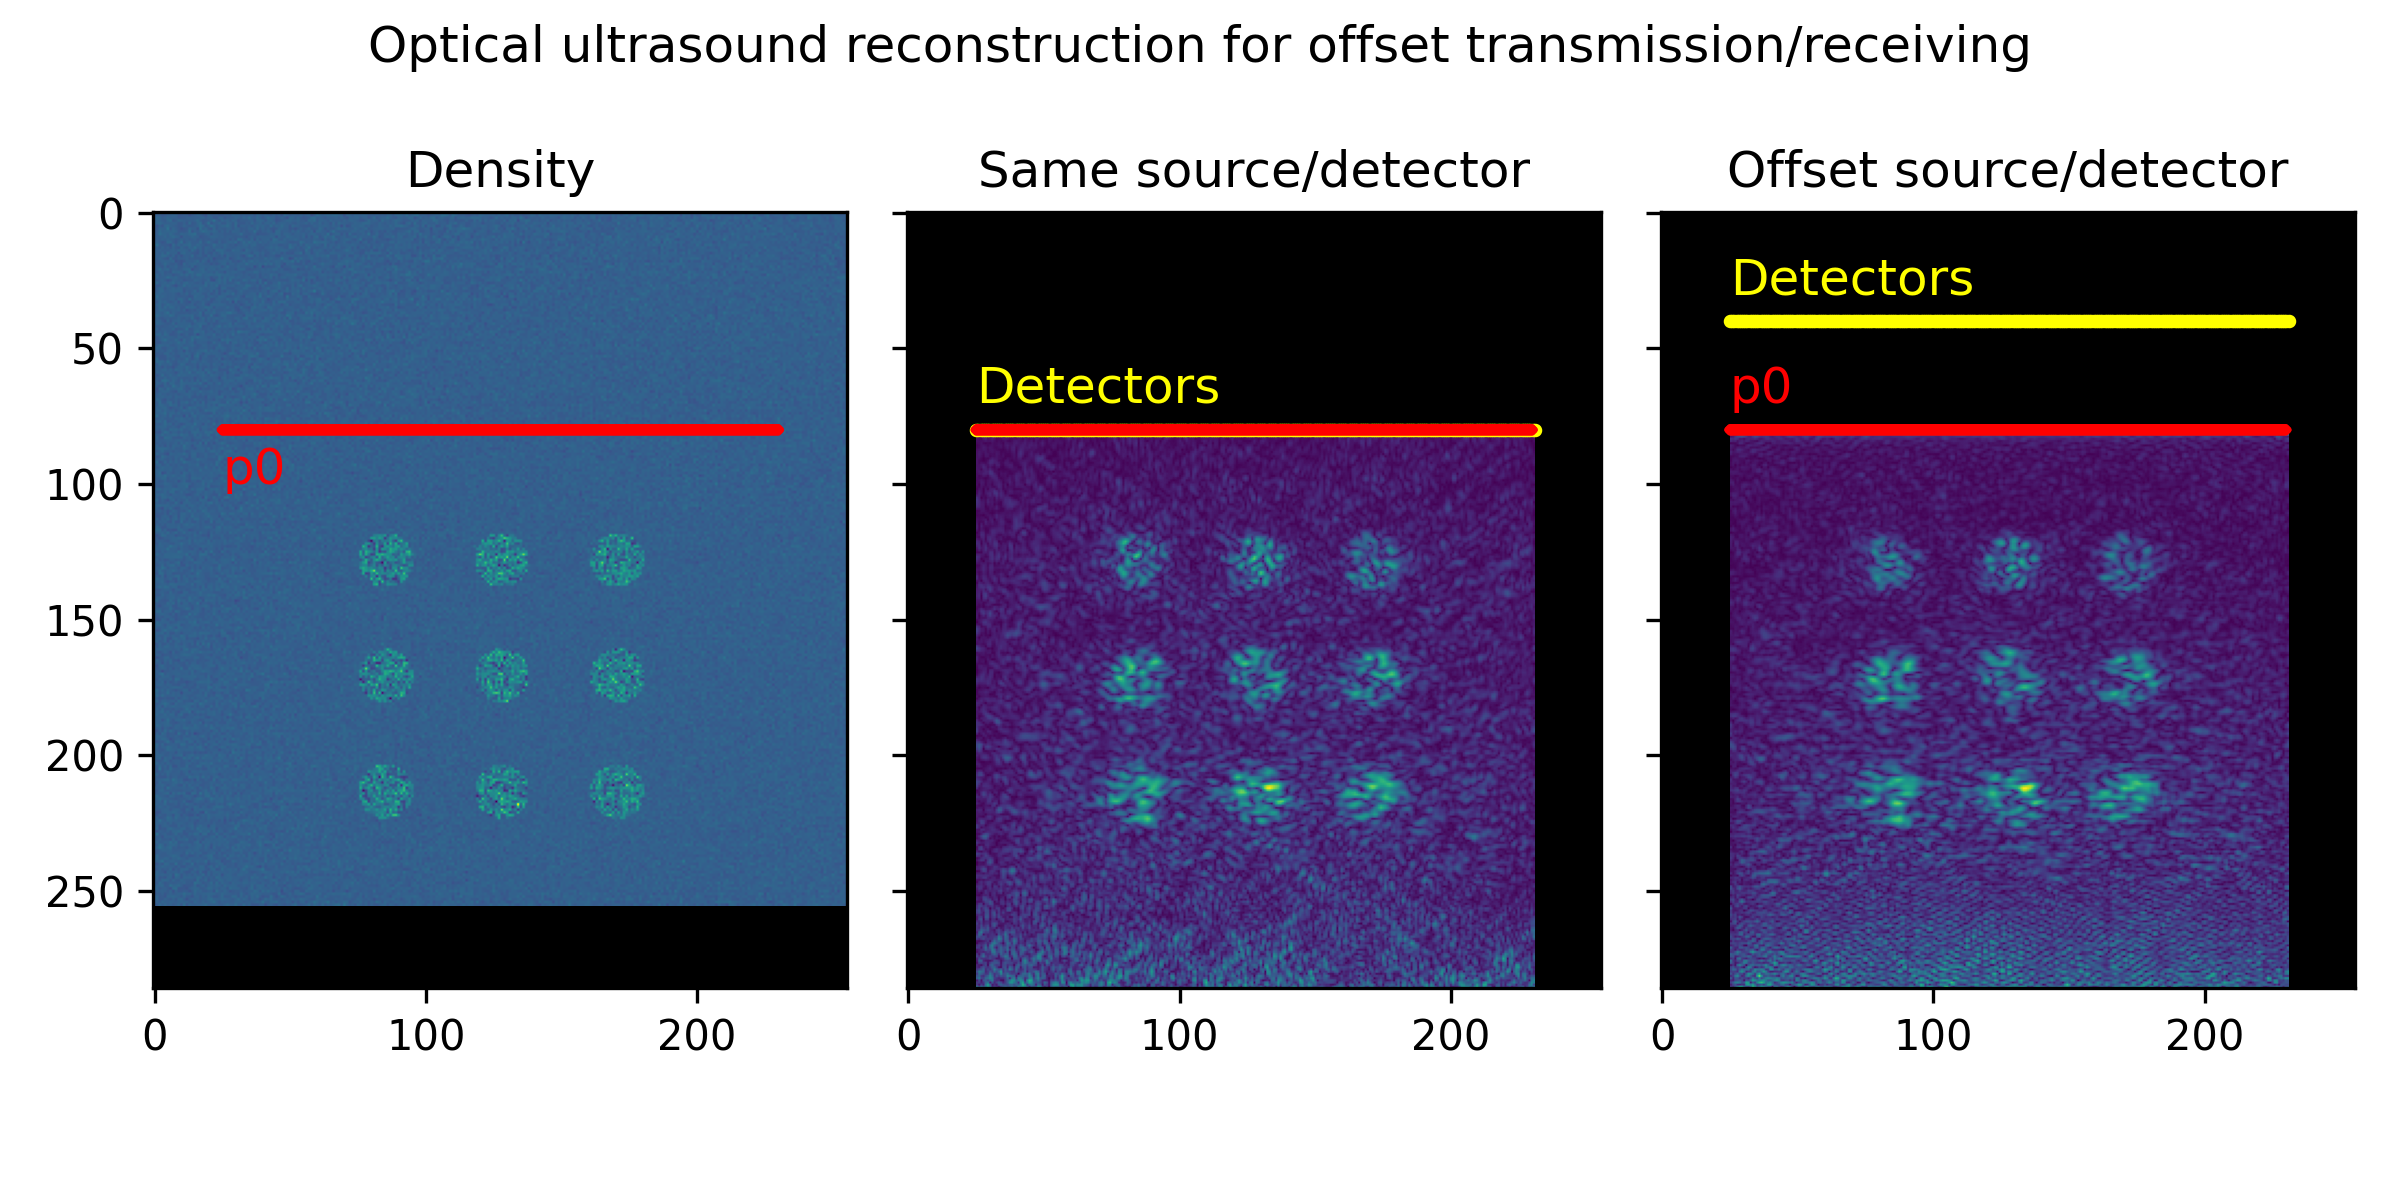 Optical ultrasound reconstruction for offset transmission/receiving
Density
Same source/detector
Offset source/detector
0
50
100
150
200
250
p0
Detectors
Detectors
p0
0 100 200
0 100 200
0 100 200